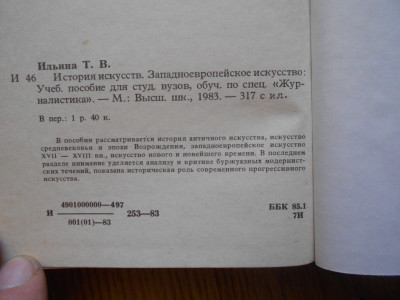 Ильина Т. В.
И 46 История искусств. Западноевропейское искусство:
Учеб. пособие для студ. вузов, обуч. по спец. «Жур-
налистика». — М.: Высш. шк., 1983. — 317 с ил.
В пер.: 1 р. 40 к.
В пособии рассматривается история античного искусства, искусство
средневековья и эпохи Возрождения, западноевропейское искусство
XVII — XVIII вв., искусство нового и новейшего времени. В последнем
разделе внимание уделяется анализу и критике буржуазных модернист-
ских течений, показана историческая роль современного прогрессивного
искусства.
4901000000—497
И 253—83
001(01)—83
ББК 85.1
7И